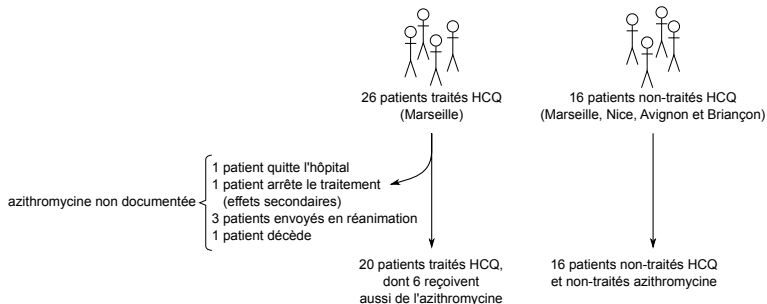 26 patients traités HCQ
(Marseille)
16 patients non-traités HCQ
(Marseille, Nice, Avignon et Briançon)
azithromycine non documentée
1 patient quitte l'hôpital
1 patient arrête le traitement
(effets secondaires)
3 patients envoyés en réanimation
1 patient décède
20 patients traités HCQ,
dont 6 reçoivent
aussi de l'azithromycine
16 patients non-traités HCQ
et non-traités azithromycine